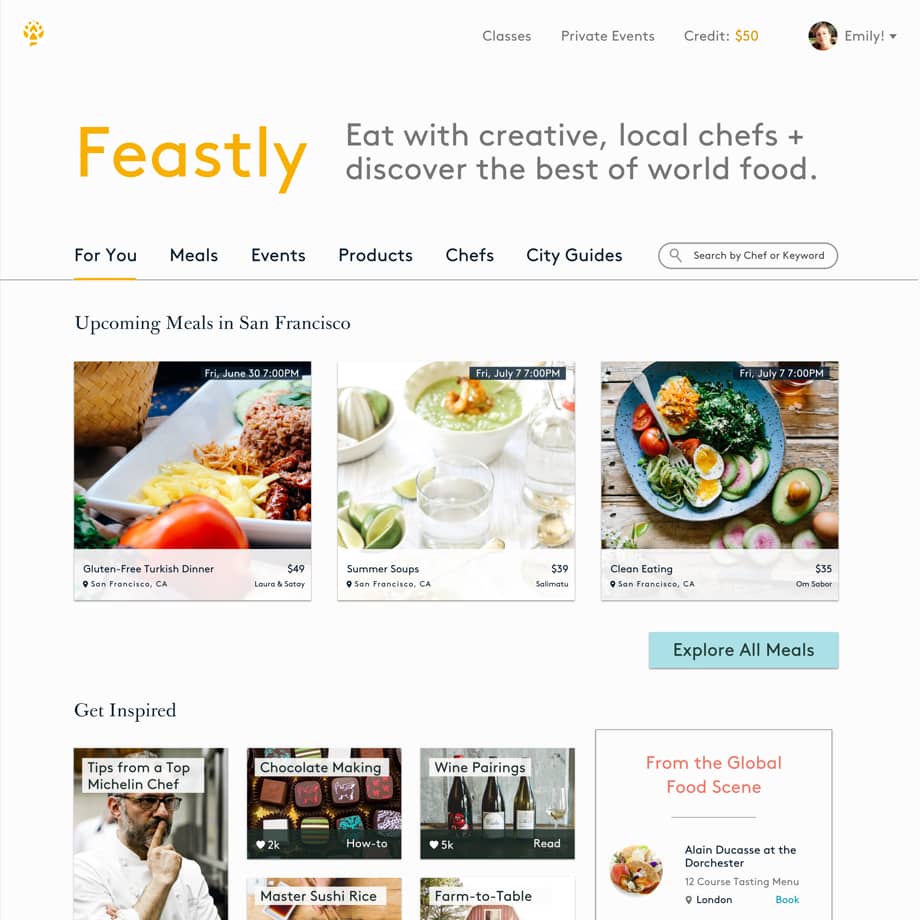 Classes
Private Events
Credit: $50
Emily!
Feastly
Eat with creative, local chefs +
discover the best of world food.
For You
Meals
Events
Products
Chefs
City Guides
Search by Chef or Keyword
Upcoming Meals in San Francisco
Fri, June 30 7:00PM
Gluten-Free Turkish Dinner
$49
San Francisco, CA
Laura & Satay
Fri, July 7 7:00PM
Summer Soups
$39
San Francisco, CA
Salimatu
Fri, July 7 7:00PM
Clean Eating
$35
San Francisco, CA
Om Sabor
Explore All Meals
Get Inspired
Tips from a Top
Michelin Chef
Chocolate Making
2k
How-to
Wine Pairings
5k
Read
Master Sushi Rice
Farm-to-Table
From the Global
Food Scene
Alain Ducasse at the
Dorchester
12 Course Tasting Menu
London
Book